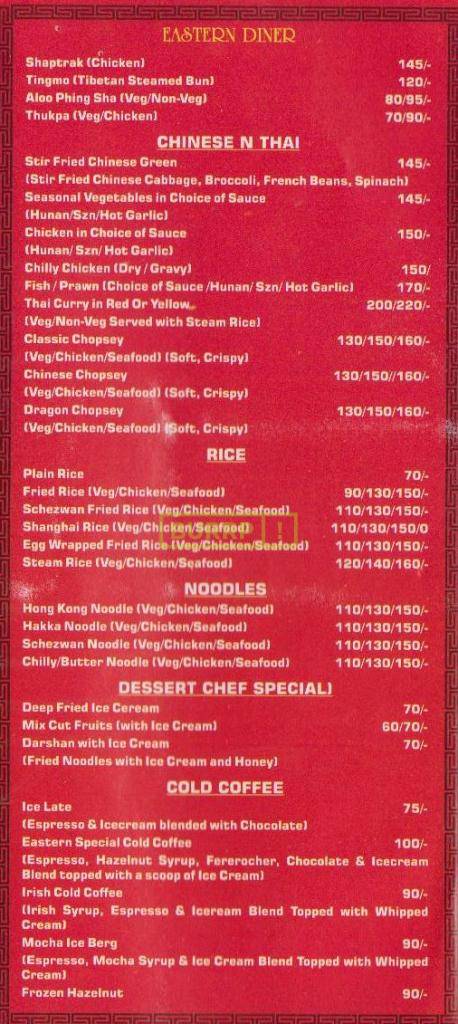 EASTERN DINER
Shaptrak (Chicken) 145/-
Tingmo (Tibetan Steamed Bun) 120/-
Aloo Phing Sha (Veg/Non-Veg) 80/95/-
Thukpa (Veg/Chicken) 70/90/-
CHINESE N THAI
Stir Fried Chinese Green 145/-
(Stir Fried Chinese Cabbage, Broccoli, French Beans, Spinach)
Seasonal Vegetables in Choice of Sauce 145/-
(Hunan/Szn/Hot Garlic)
Chicken in Choice of Sauce 150/-
(Hunan/ Szn/ Hot Garlic)
Chilly Chicken (Dry / Gravy) 150/
Fish / Prawn (Choice of Sauce /Hunan/ Szn/ Hot Garlic) 170/-
Thai Curry in Red Or Yellow 200/220/-
(Veg/Non-Veg Served with Steam Rice)
Classic Chopsey 130/150/160/-
(Veg/Chicken/Seafood) (Soft, Crispy)
Chinese Chopsey 130/150//160/-
(Veg/Chicken/Seafood) (Soft, Crispy)
Dragon Chopsey 130/150/160/-
(Veg/Chicken/Seafood) (Soft, Crispy)
RICE
Plain Rice 70/-
Fried Rice (Veg/Chicken/Seafood) 90/130/150/-
Schezwan Fried Rice (Veg/Chicken/Seafood) 110/130/150/-
Shanghai Rice (Veg/Chicken/Seafood) 110/130/150/0
BURRP!
Egg Wrapped Fried Rice (Veg/Chicken/Seafood) 110/130/150/-
Steam Rice (Veg/Chicken/Seafood) 120/140/160/-
NOODLES
Hong Kong Noodle (Veg/Chicken/Seafood) 110/130/150/-
Hakka Noodle (Veg/Chicken/Seafood) 110/130/150/-
Schezwan Noodle (Veg/Chicken/Seafood) 110/130/150/-
Chilly/Butter Noodle (Veg/Chicken/Seafood) 110/130/150/-
DESSERT CHEF SPECIAL)
Deep Fried Ice Ceream 70/-
Mix Cut Fruits (with Ice Cream) 60/70/-
Darshan with Ice Cream 70/-
(Fried Noodles with Ice Cream and Honey)
COLD COFFEE
Ice Late 75/-
(Espresso & Icecream blended with Chocolate)
Eastern Special Cold Coffee 100/-
(Espresso, Hazelnut Syrup, Fererocher, Chocolate & Icecream
Blend topped with a scoop of Ice Cream)
Irish Cold Coffee 90/-
(Irish Syrup, Espresso & Iceream Blend Topped with Whipped
Cream)
Mocha Ice Berg 90/-
(Espresso, Mocha Syrup & Ice Cream Blend Topped with Whipped
Cream)
Frozen Hazelnut 90/-